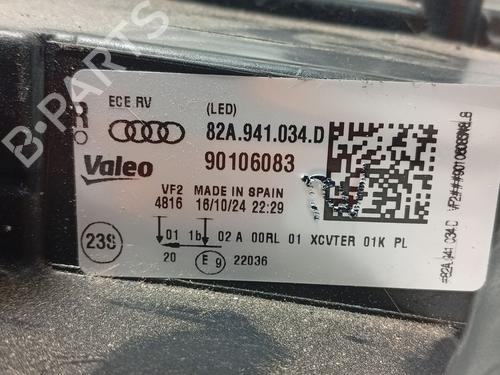 ECE RV
(LED)
R
82A.941.034.D
Valeo
90106083
VF2 MADE IN SPAIN
4816 16/10/24 22:29
01 1b 02 A 00RL 01 XCVTER 01K PL
23S
20 E 9 22036
B-PARTS